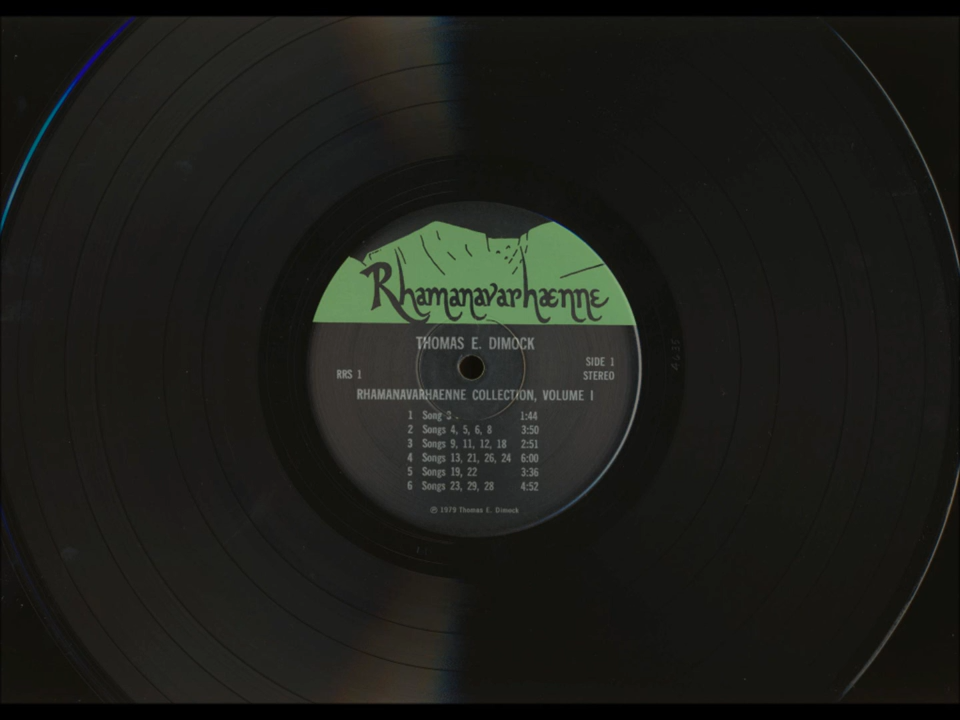 Rhamanavarhænne
THOMAS E. DIMOCK
SIDE 1
RRS 1
STEREO
RHAMANAVARHAENNE COLLECTION, VOLUME I
1 Song 3 1:44
2 Songs 4, 5, 6, 8 3:50
3 Songs 9, 11, 12, 18 2:51
4 Songs 13, 21, 26, 24 6:00
5 Songs 19, 22 3:36
6 Songs 23, 29, 28 4:52
℗ 1979 Thomas E. Dimock